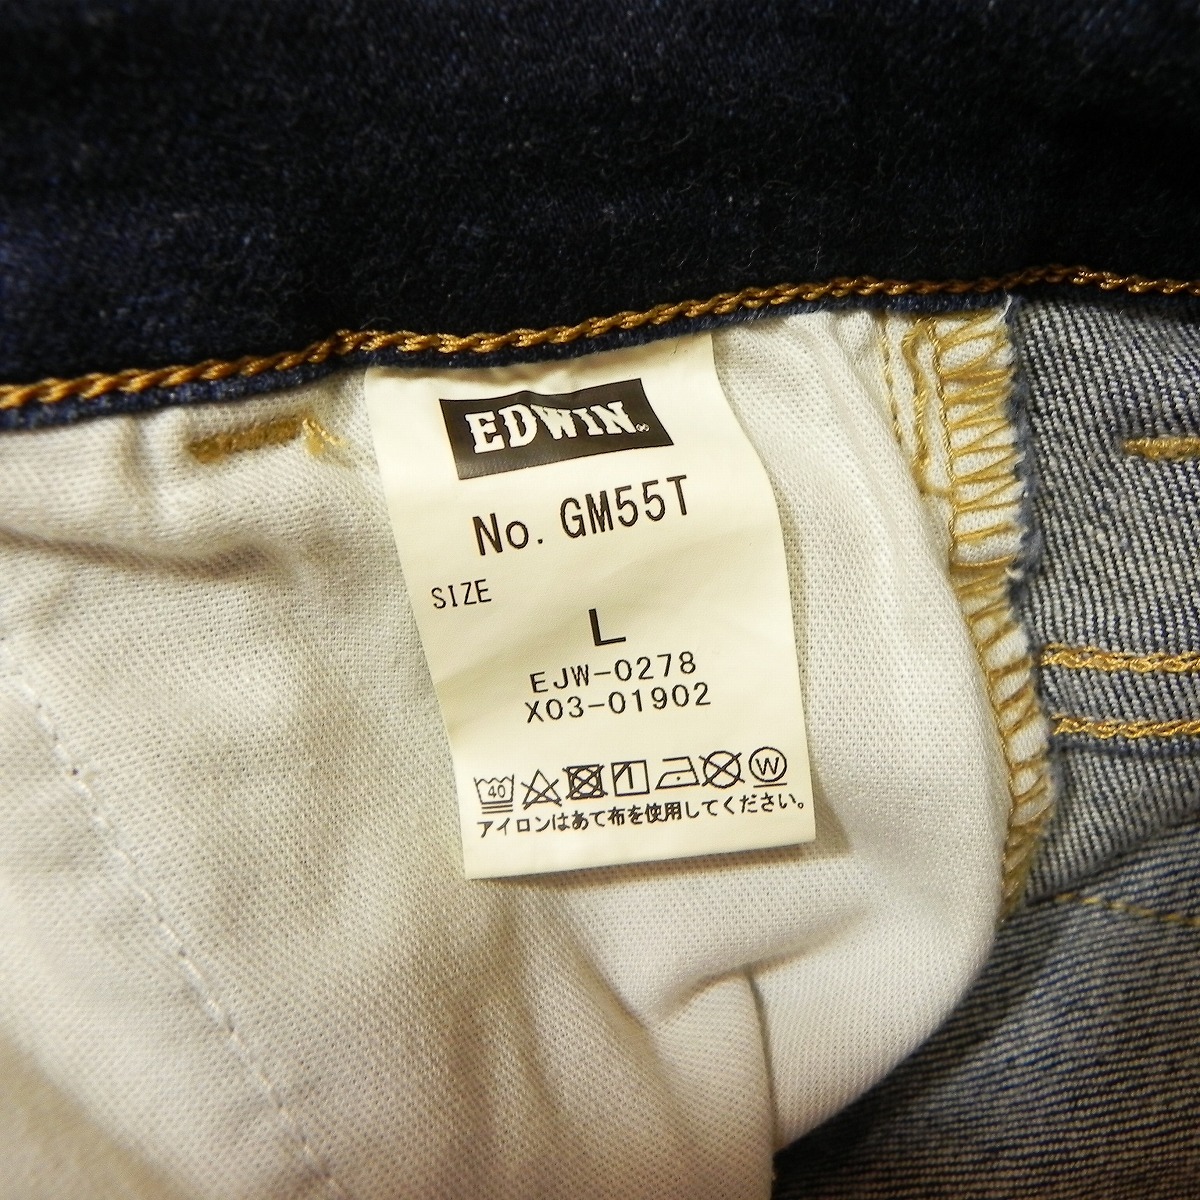 EDWIN
No. GM55T
SIZE
L
EJW-0278
X03-01902
40 W
アイロンはあて布を使用してください。